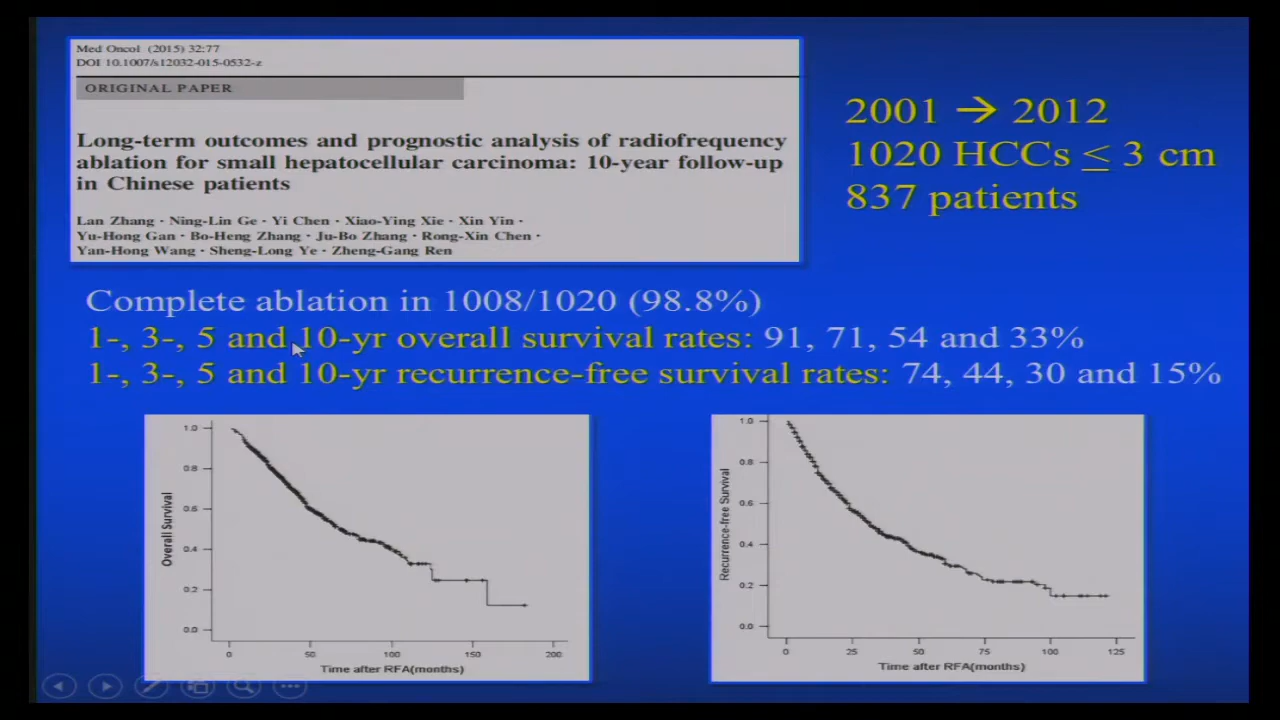 Med Oncol (2015) 32:77
DOI 10.1007/s12032-015-0532-z
ORIGINAL PAPER
Long-term outcomes and prognostic analysis of radiofrequency
ablation for small hepatocellular carcinoma: 10-year follow-up
in Chinese patients
Lan Zhang · Ning-Lin Ge · Yi Chen · Xiao-Ying Xie · Xin Yin ·
Yu-Hong Gan · Bo-Heng Zhang · Ju-Bo Zhang · Rong-Xin Chen ·
Yan-Hong Wang · Sheng-Long Ye · Zheng-Gang Ren
2001 → 2012
1020 HCCs ≤ 3 cm
837 patients
Complete ablation in 1008/1020 (98.8%)
1-, 3-, 5 and 10-yr overall survival rates: 91, 71, 54 and 33%
1-, 3-, 5 and 10-yr recurrence-free survival rates: 74, 44, 30 and 15%
Overall Survival
1.0
0.8
0.6
0.4
0.2
0.0
0 50 100 150 200
Time after RFA(months)
Recurrence-free Survival
1.0
0.8
0.6
0.4
0.2
0.0
0 25 50 75 100 125
Time after RFA(months)